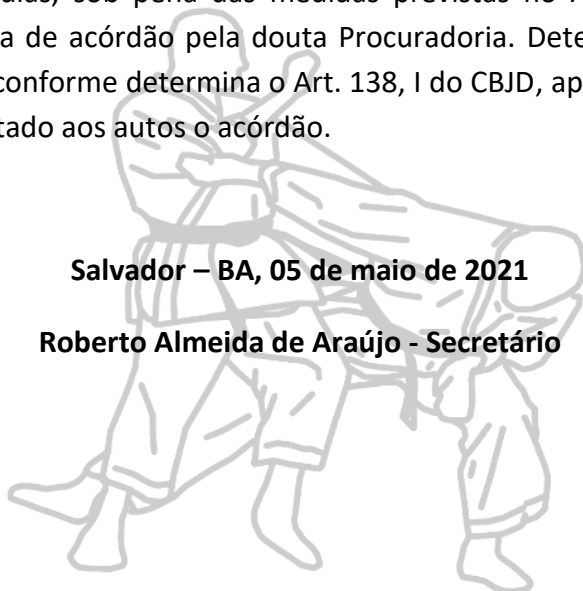 sob pena das medidas previstas no
a de acórdão pela douta Procuradoria.
conforme determina o Art. 138, I do CBJD,
tado aos autos o acórdão.
Salvador – BA, 05 de maio de 2021
Roberto Almeida de Araújo - Secretário